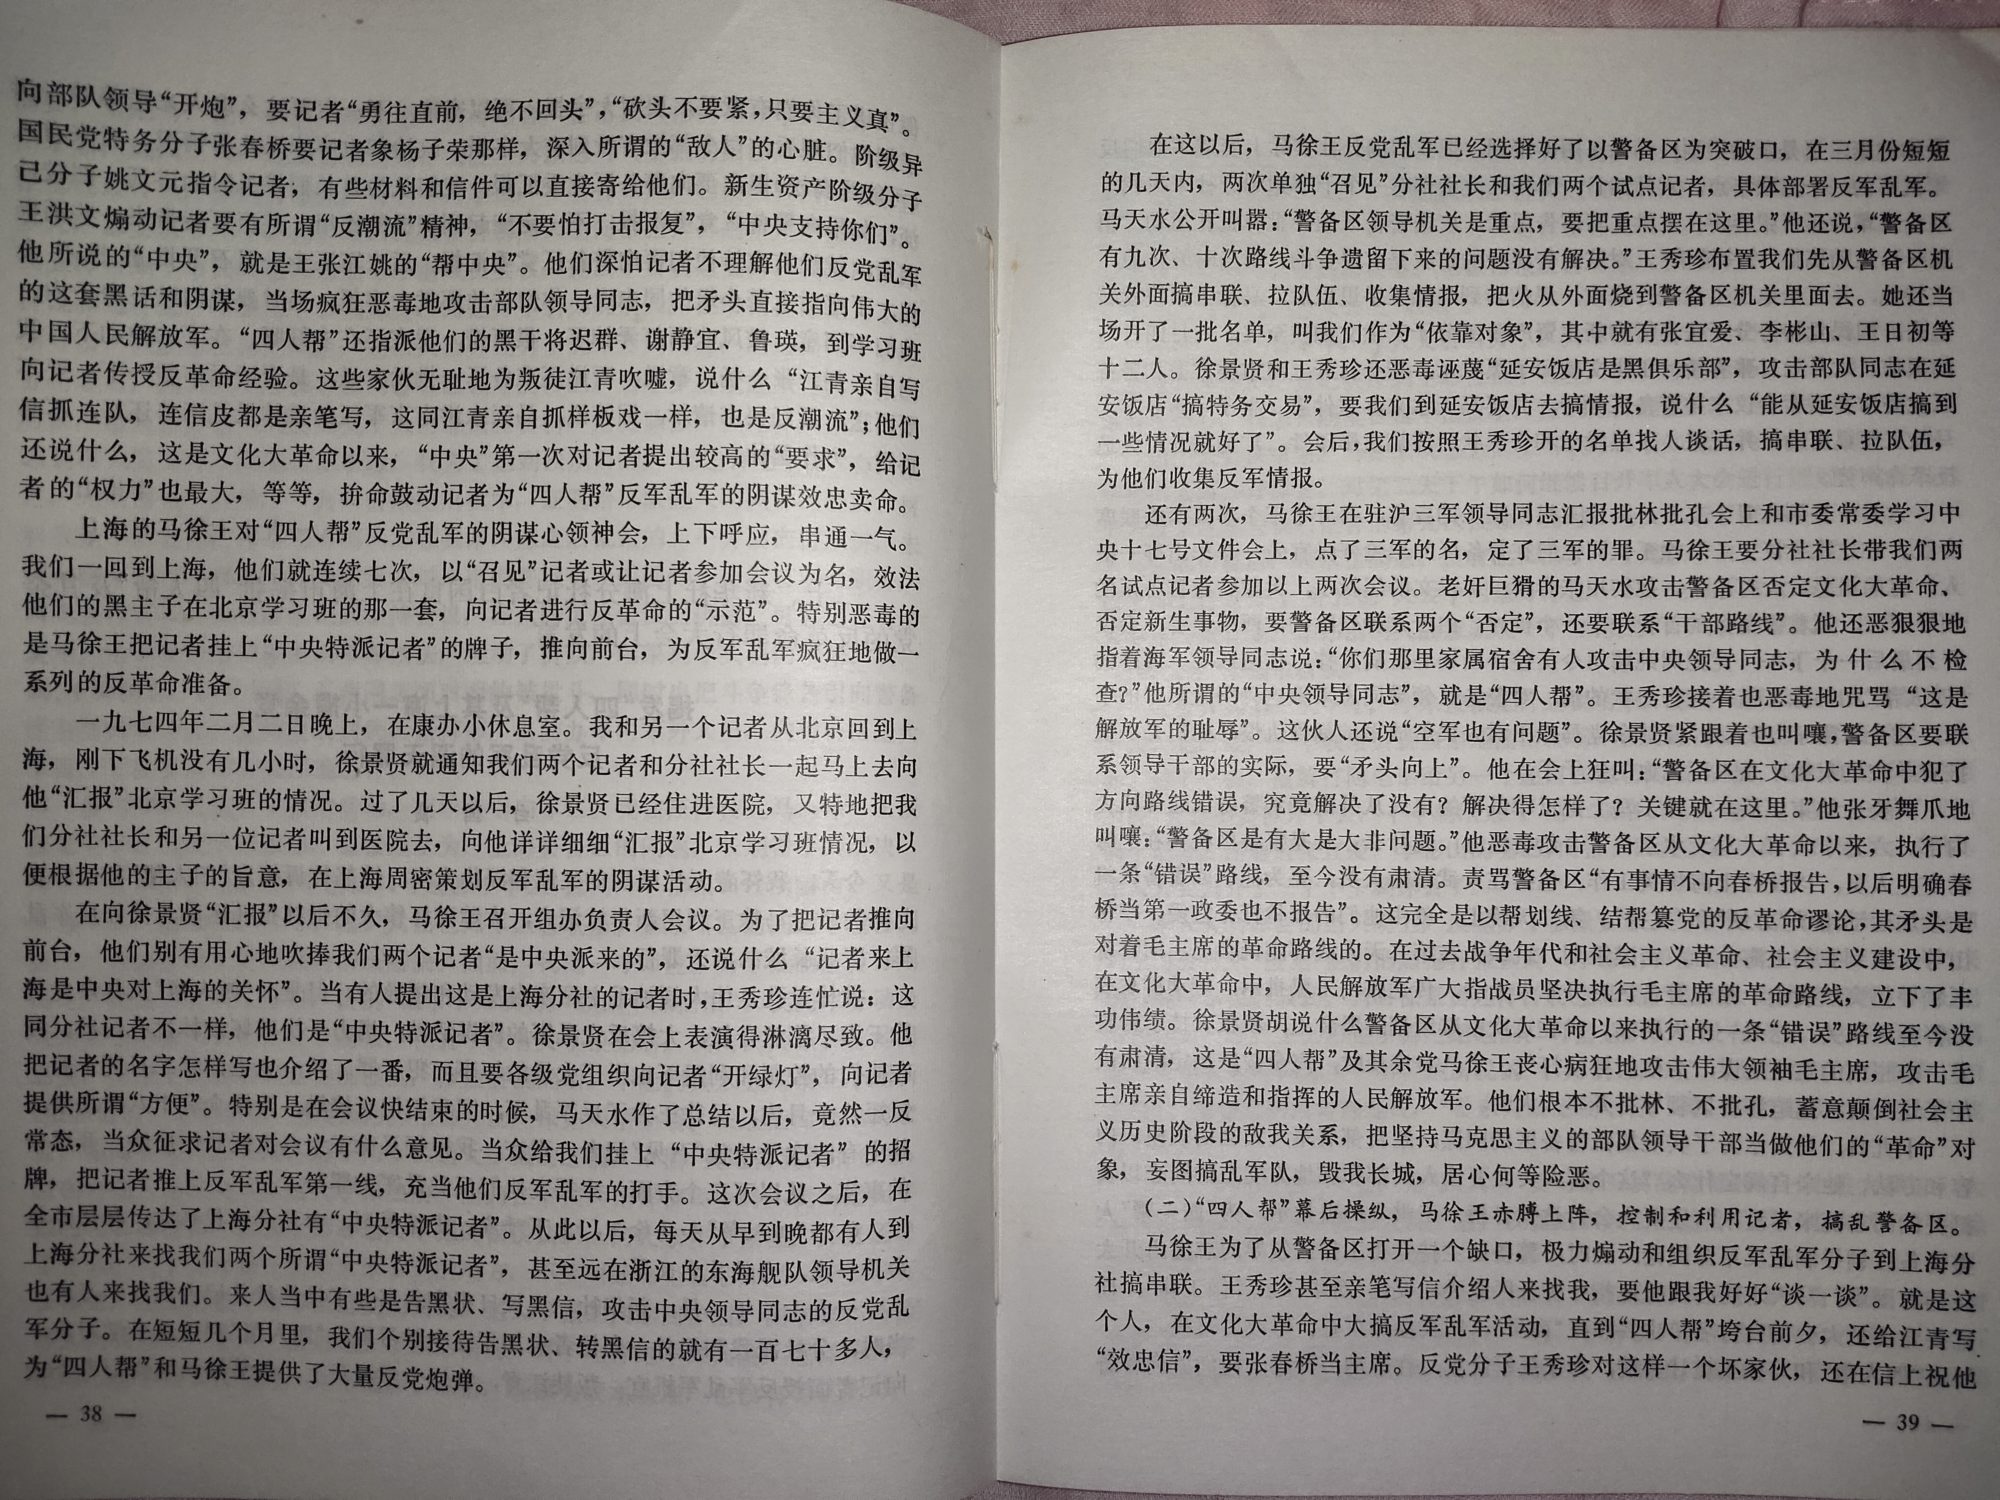 向部队领导“开炮”，要记者“勇往直前，绝不回头”，“砍头不要紧，只要主义真”。
国民党特务分子张春桥要记者象杨子荣那样，深入所谓的“敌人”的心脏。阶级异
己分子姚文元指令记者，有些材料和信件可以直接寄给他们。新生资产阶级分子
王洪文煽动记者要有所谓“反潮流”精神，“不要怕打击报复”，“中央支持你们”。
他所说的“中央”，就是王张江姚的“帮中央”。他们深怕记者不理解他们反党乱军
的这套黑话和阴谋，当场疯狂恶毒地攻击部队领导同志，把矛头直接指向伟大的
中国人民解放军。“四人帮”还指派他们的黑干将迟群、谢静宜、鲁瑛，到学习班
向记者传授反革命经验。这些家伙无耻地为叛徒江青吹嘘，说什么“江青亲自写
信抓连队，连信皮都是亲笔写，这同江青亲自抓样板戏一样，也是反潮流”；他们
还说什么，这是文化大革命以来，“中央”第一次对记者提出较高的“要求”，给记
者的“权力”也最大，等等，拚命鼓动记者为“四人帮”反军乱军的阴谋效忠卖命。
上海的马徐王对“四人帮”反党乱军的阴谋心领神会，上下呼应，串通一气。
我们一回到上海，他们就连续七次，以“召见”记者或让记者参加会议为名，效法
他们的黑主子在北京学习班的那一套，向记者进行反革命的“示范”。特别恶毒的
是马徐王把记者挂上“中央特派记者”的牌子，推向前台，为反军乱军疯狂地做一
系列的反革命准备。
一九七四年二月二日晚上，在康办小休息室。我和另一个记者从北京回到上
海，刚下飞机没有几小时，徐景贤就通知我们两个记者和分社社长一起马上去向
他“汇报”北京学习班的情况。过了几天以后，徐景贤已经住进医院，又特地把我
们分社社长和另一位记者叫到医院去，向他详详细细“汇报”北京学习班情况，以
便根据他的主子的旨意，在上海周密策划反军乱军的阴谋活动。
在向徐景贤“汇报”以后不久，马徐王召开组办负责人会议。为了把记者推向
前台，他们别有用心地吹捧我们两个记者“是中央派来的”，还说什么“记者来上
海是中央对上海的关怀”。当有人提出这是上海分社的记者时，王秀珍连忙说：这
同分社记者不一样，他们是“中央特派记者”。徐景贤在会上表演得淋漓尽致。他
把记者的名字怎样写也介绍了一番，而且要各级党组织向记者“开绿灯”，向记者
提供所谓“方便”。特别是在会议快结束的时候，马天水作了总结以后，竟然一反
常态，当众征求记者对会议有什么意见。当众给我们挂上“中央特派记者”的招
牌，把记者推上反军乱军第一线，充当他们反军乱军的打手。这次会议之后，在
全市层层传达了上海分社有“中央特派记者”。从此以后，每天从早到晚都有人到
上海分社来找我们两个所谓“中央特派记者”，甚至远在浙江的东海舰队领导机关
也有人来找我们。来人当中有些是告黑状、写黑信，攻击中央领导同志的反党乱
军分子。在短短几个月里，我们个别接待告黑状、转黑信的就有一百七十多人，
为“四人帮”和马徐王提供了大量反党炮弹。
— 38 —
在这以后，马徐王反党乱军已经选择好了以警备区为突破口，在三月份短短
的几天内，两次单独“召见”分社社长和我们两个试点记者，具体部署反军乱军。
马天水公开叫嚣：“警备区领导机关是重点，要把重点摆在这里。”他还说，“警备区
有九次、十次路线斗争遗留下来的问题没有解决。”王秀珍布置我们先从警备区机
关外面搞串联、拉队伍、收集情报，把火从外面烧到警备区机关里面去。她还当
场开了一批名单，叫我们作为“依靠对象”，其中就有张宜爱、李彬山、王日初等
十二人。徐景贤和王秀珍还恶毒诬蔑“延安饭店是黑俱乐部”，攻击部队同志在延
安饭店“搞特务交易”，要我们到延安饭店去搞情报，说什么“能从延安饭店搞到
一些情况就好了”。会后，我们按照王秀珍开的名单找人谈话，搞串联、拉队伍，
为他们收集反军情报。
还有两次，马徐王在驻沪三军领导同志汇报批林批孔会上和市委常委学习中
央十七号文件会上，点了三军的名，定了三军的罪。马徐王要分社社长带我们两
名试点记者参加以上两次会议。老奸巨猾的马天水攻击警备区否定文化大革命、
否定新生事物，要警备区联系两个“否定”，还要联系“干部路线”。他还恶狠狠地
指着海军领导同志说：“你们那里家属宿舍有人攻击中央领导同志，为什么不检
查？”他所谓的“中央领导同志”，就是“四人帮”。王秀珍接着也恶毒地咒骂“这是
解放军的耻辱”。这伙人还说“空军也有问题”。徐景贤紧跟着也叫嚷，警备区要联
系领导干部的实际，要“矛头向上”。他在会上狂叫：“警备区在文化大革命中犯了
方向路线错误，究竟解决了没有？解决得怎样了？关键就在这里。”他张牙舞爪地
叫嚷：“警备区是有大是大非问题。”他恶毒攻击警备区从文化大革命以来，执行了
一条“错误”路线，至今没有肃清。责骂警备区“有事情不向春桥报告，以后明确春
桥当第一政委也不报告”。这完全是以帮划线、结帮篡党的反革命谬论，其矛头是
对着毛主席的革命路线的。在过去战争年代和社会主义革命、社会主义建设中，
在文化大革命中，人民解放军广大指战员坚决执行毛主席的革命路线，立下了丰
功伟绩。徐景贤胡说什么警备区从文化大革命以来执行的一条“错误”路线至今没
有肃清，这是“四人帮”及其余党马徐王丧心病狂地攻击伟大领袖毛主席，攻击毛
主席亲自缔造和指挥的人民解放军。他们根本不批林、不批孔，蓄意颠倒社会主
义历史阶段的敌我关系，把坚持马克思主义的部队领导干部当做他们的“革命”对
象，妄图搞乱军队，毁我长城，居心何等险恶。
（二）“四人帮”幕后操纵，马徐王赤膊上阵，控制和利用记者，搞乱警备区。
马徐王为了从警备区打开一个缺口，极力煽动和组织反军乱军分子到上海分
社搞串联。王秀珍甚至亲笔写信介绍人来找我，要他跟我好好“谈一谈”。就是这
个人，在文化大革命中大搞反军乱军活动，直到“四人帮”垮台前夕，还给江青写
“效忠信”，要张春桥当主席。反党分子王秀珍对这样一个坏家伙，还在信上祝他
— 39 —